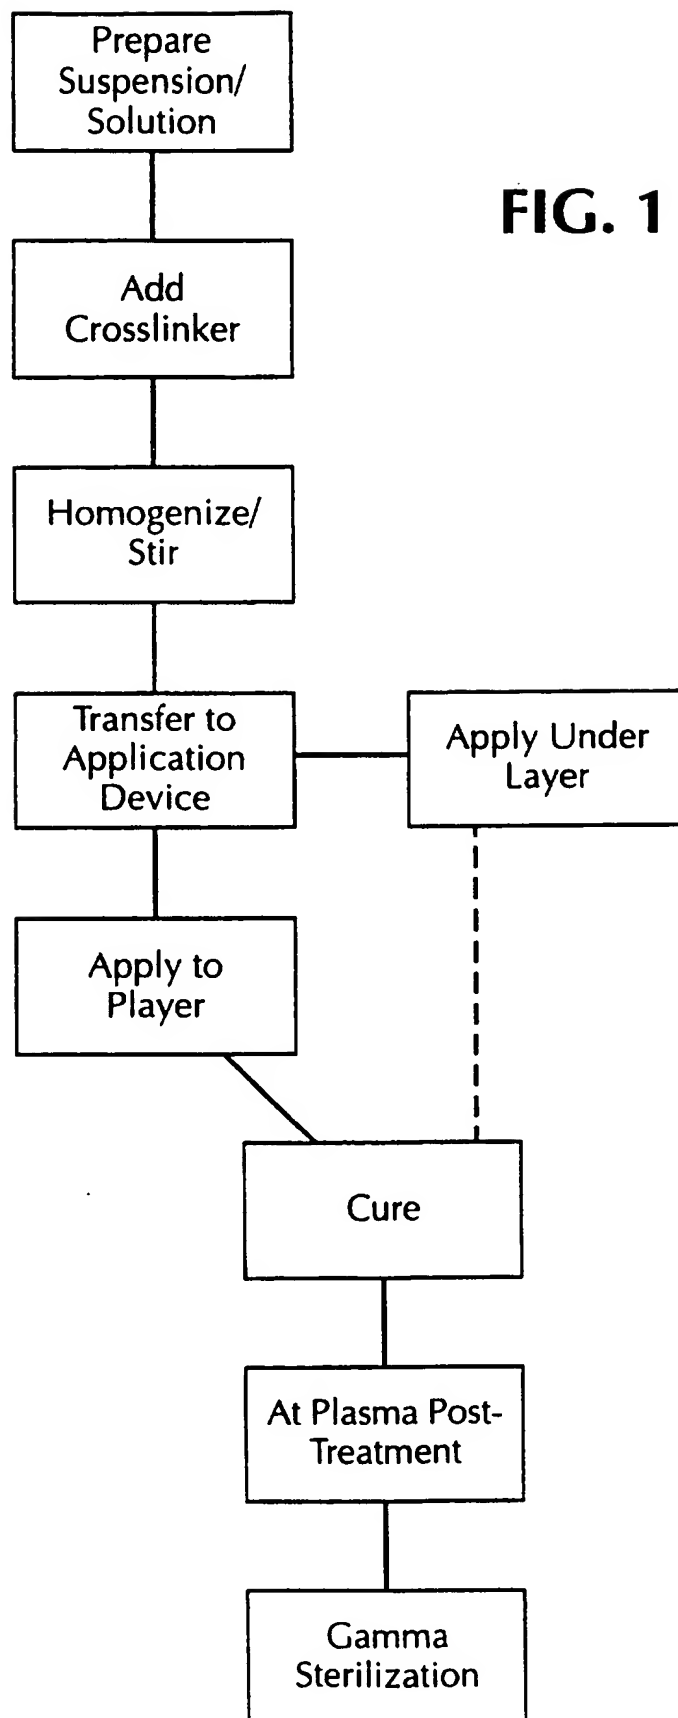 Prepare
Suspension/
Solution
FIG. 1
Add
Crosslinker
Homogenize/
Stir
Transfer to
Application
Device
Apply Under
Layer
Apply to
Player
Cure
At Plasma Post-
Treatment
Gamma
Sterilization